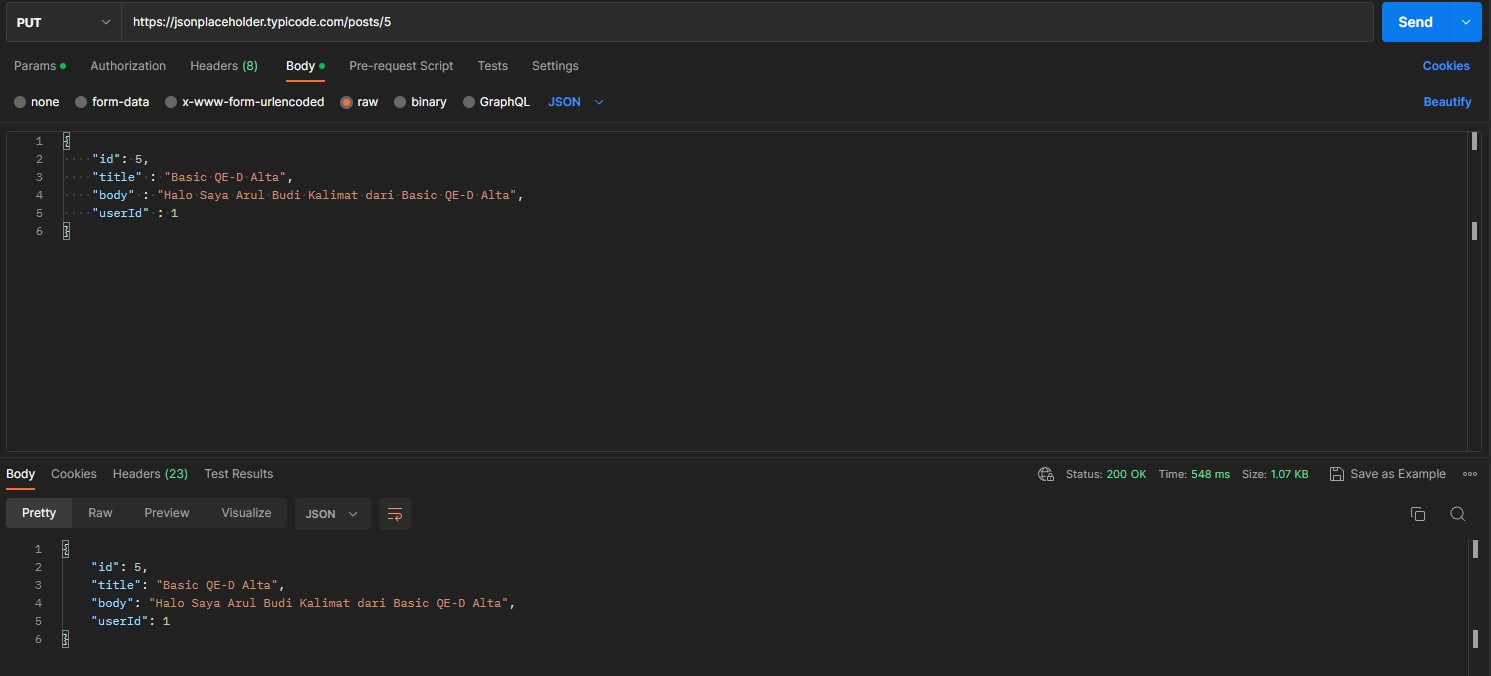 PUT https://jsonplaceholder.typicode.com/posts/5 Send
Params Authorization Headers (8) Body Pre-request Script Tests Settings Cookies
none form-data x-www-form-urlencoded raw binary GraphQL JSON Beautify
1 {
2 "id": 5,
3 "title" : "Basic QE-D Alta",
4 "body" : "Halo Saya Arul Budi Kalimat dari Basic QE-D Alta",
5 "userId" : 1
6 }
Body Cookies Headers (23) Test Results Status: 200 OK Time: 548 ms Size: 1.07 KB Save as Example
Pretty Raw Preview Visualize JSON
1 {
2 "id": 5,
3 "title": "Basic QE-D Alta",
4 "body": "Halo Saya Arul Budi Kalimat dari Basic QE-D Alta",
5 "userId": 1
6 }